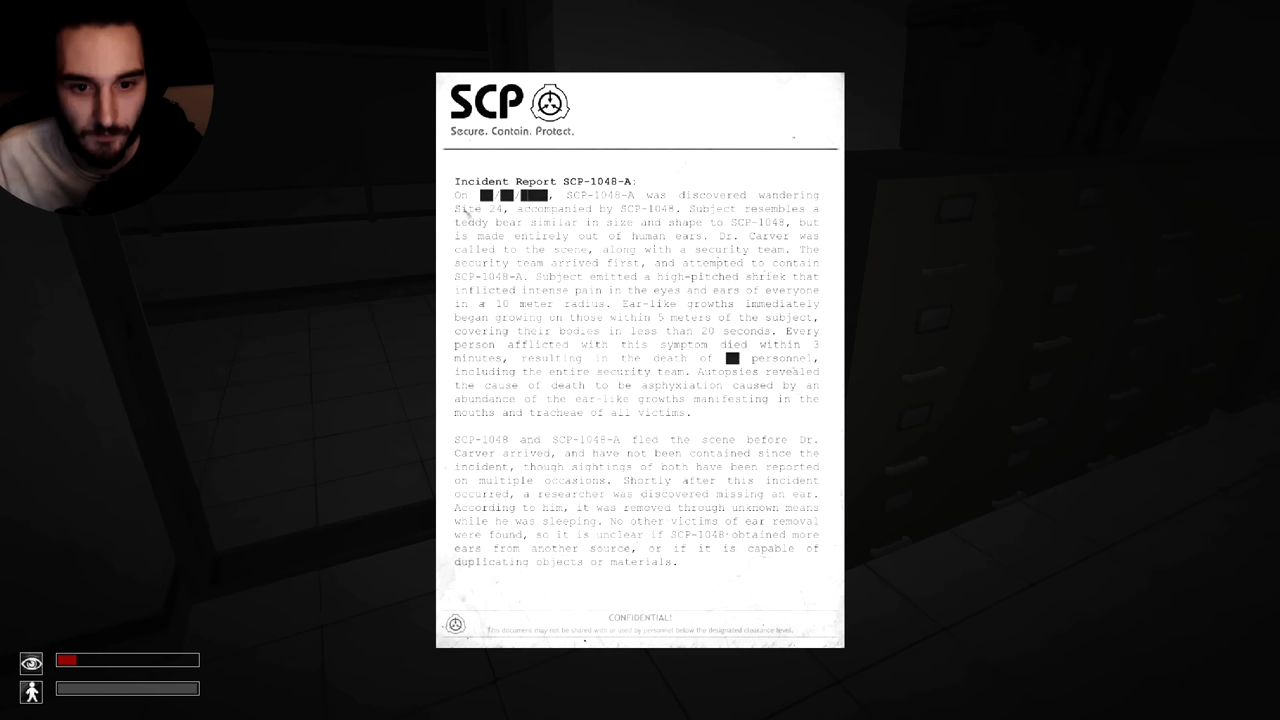 SCP
Secure. Contain. Protect.
Incident Report SCP-1048-A:
On ██/██/████, SCP-1048-A was discovered wandering
Site 24, accompanied by SCP-1048. Subject resembles a
teddy bear similar in size and shape to SCP-1048, but
is made entirely out of human ears. Dr. Carver was
called to the scene, along with a security team. The
security team arrived first, and attempted to contain
SCP-1048-A. Subject emitted a high-pitched shriek that
inflicted intense pain in the eyes and ears of everyone
in a 10 meter radius. Ear-like growths immediately
began growing on those within 5 meters of the subject,
covering their bodies in less than 20 seconds. Every
person afflicted with this symptom died within 3
minutes, resulting in the death of ██ personnel,
including the entire security team. Autopsies revealed
the cause of death to be asphyxiation caused by an
abundance of the ear-like growths manifesting in the
mouths and tracheae of all victims.
SCP-1048 and SCP-1048-A fled the scene before Dr.
Carver arrived, and have not been contained since the
incident, though sightings of both have been reported
on multiple occasions. Shortly after this incident
occurred, a researcher was discovered missing an ear.
According to him, it was removed through unknown means
while he was sleeping. No other victims of ear removal
were found, so it is unclear if SCP-1048 obtained more
ears from another source, or if it is capable of
duplicating objects or materials.
CONFIDENTIAL!
This document may not be shared with or used by personnel below the designated clearance level.